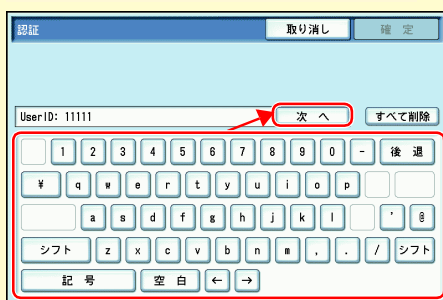 認証 取り消し 確 定
UserID: 11111 次 へ すべて削除
1 2 3 4 5 6 7 8 9 0 - 後 退
¥ q w e r t y u i o p
a s d f g h j k l ' @
シフト z x c v b n m , . / シフト
記 号 空 白 ← →